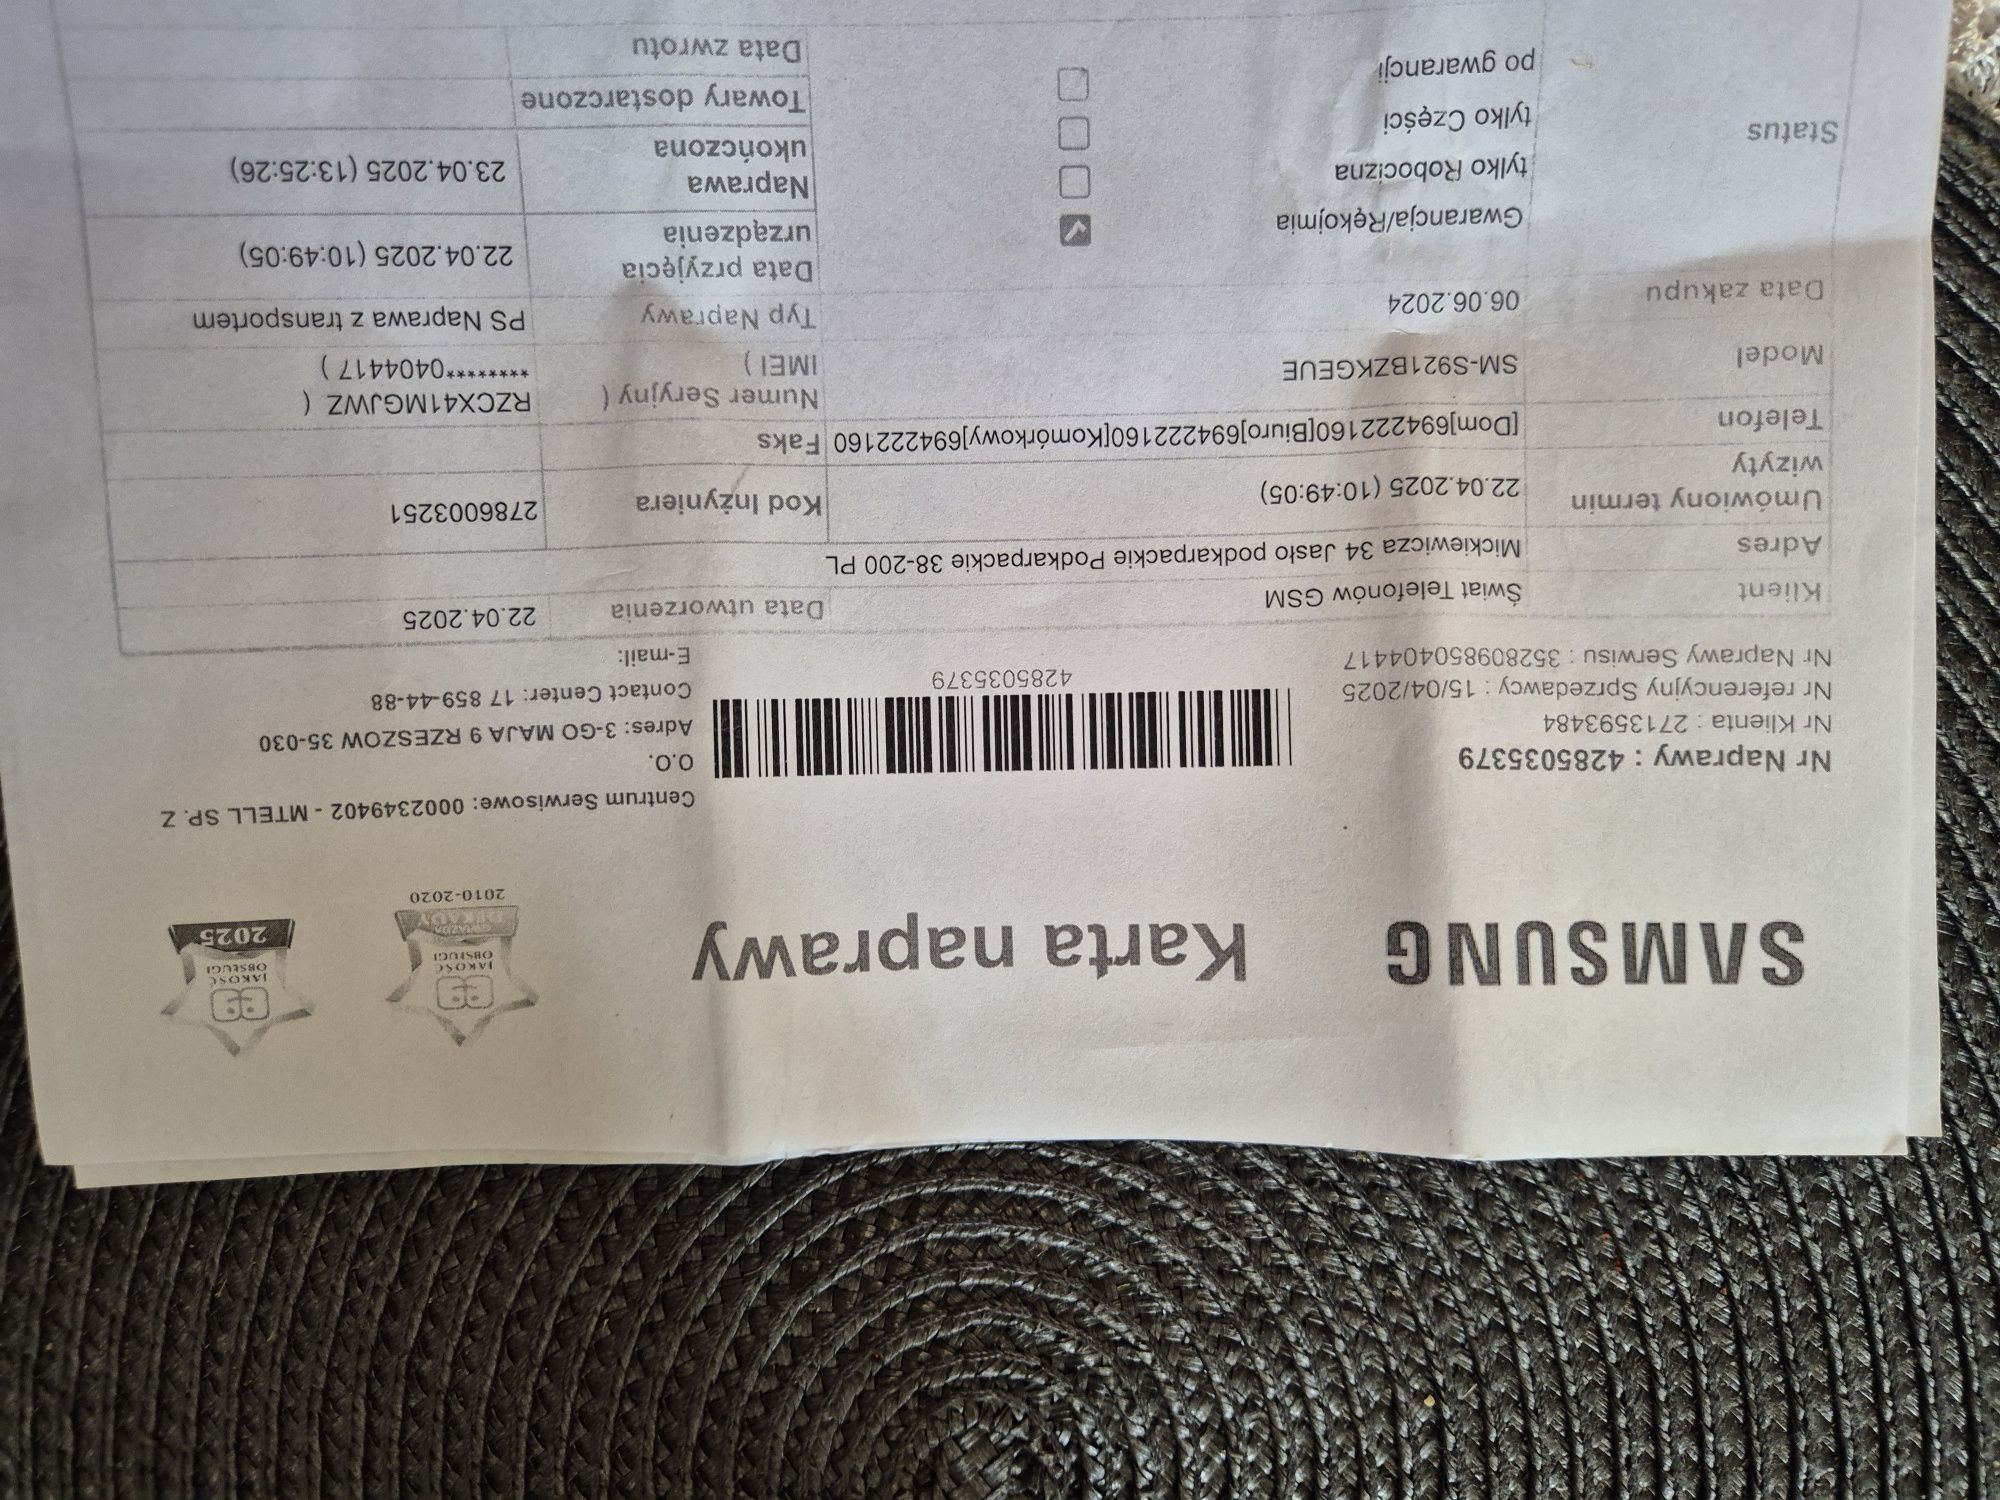 SAMSUNG
Karta naprawy
JAKOŚĆ
OBSŁUGI
GWIAZDA
DEKADY
2010-2020
JAKOŚĆ
OBSŁUGI
2025
Nr Naprawy : 4285035379
Nr Klienta : 2713593484
Nr referencyjny Sprzedawcy : 15/04/2025
Nr Naprawy Serwisu : 352809850404417
4285035379
Centrum Serwisowe: 0002349402 - MTELL SP. Z
O.O.
Adres: 3-GO MAJA 9 RZESZOW 35-030
Contact Center: 17 859-44-88
E-mail:
Klient Świat Telefonów GSM Data utworzenia 22.04.2025
Adres Mickiewicza 34 Jasło podkarpackie Podkarpackie 38-200 PL
Umówiony termin
wizyty 22.04.2025 (10:49:05) Kod Inżyniera 2786003251
Telefon [Dom]694222160[Biuro]694222160[Komórkowy]694222160 Faks
Model SM-S921BZKGEUE Numer Seryjny (
IMEI ) RZCX41MGJWZ (
********0404417 )
Data zakupu 06.06.2024 Typ Naprawy PS Naprawa z transportem
Status
Gwarancja/Rękojmia
tylko Robocizna
tylko Części
po gwarancji
Data przyjęcia
urządzenia 22.04.2025 (10:49:05)
Naprawa
ukończona 23.04.2025 (13:25:26)
Towary dostarczone
Data zwrotu